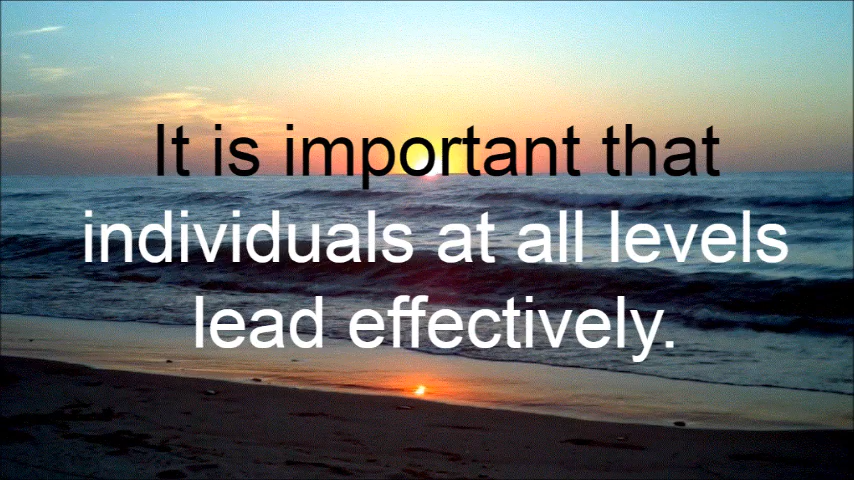 It is important that
individuals at all levels
lead effectively.